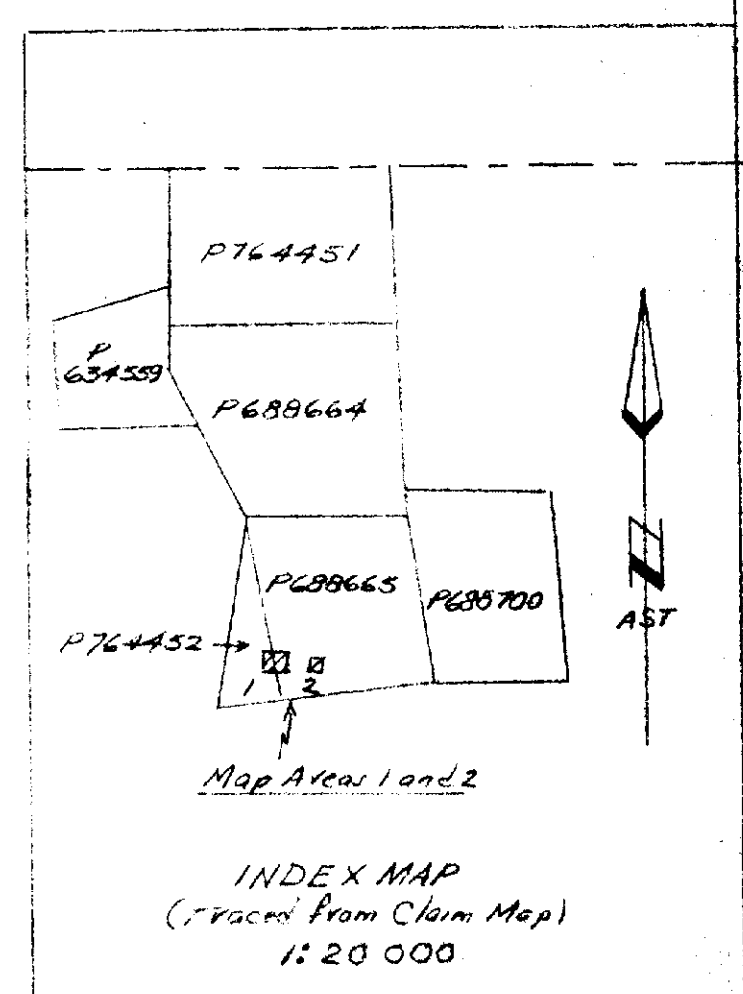 P764451
P
634559
P688664
P688665
P688700
P764452
1 2
N
AST
Map Areas 1 and 2
INDEX MAP
(Traced from Claim Map)
1:20 000